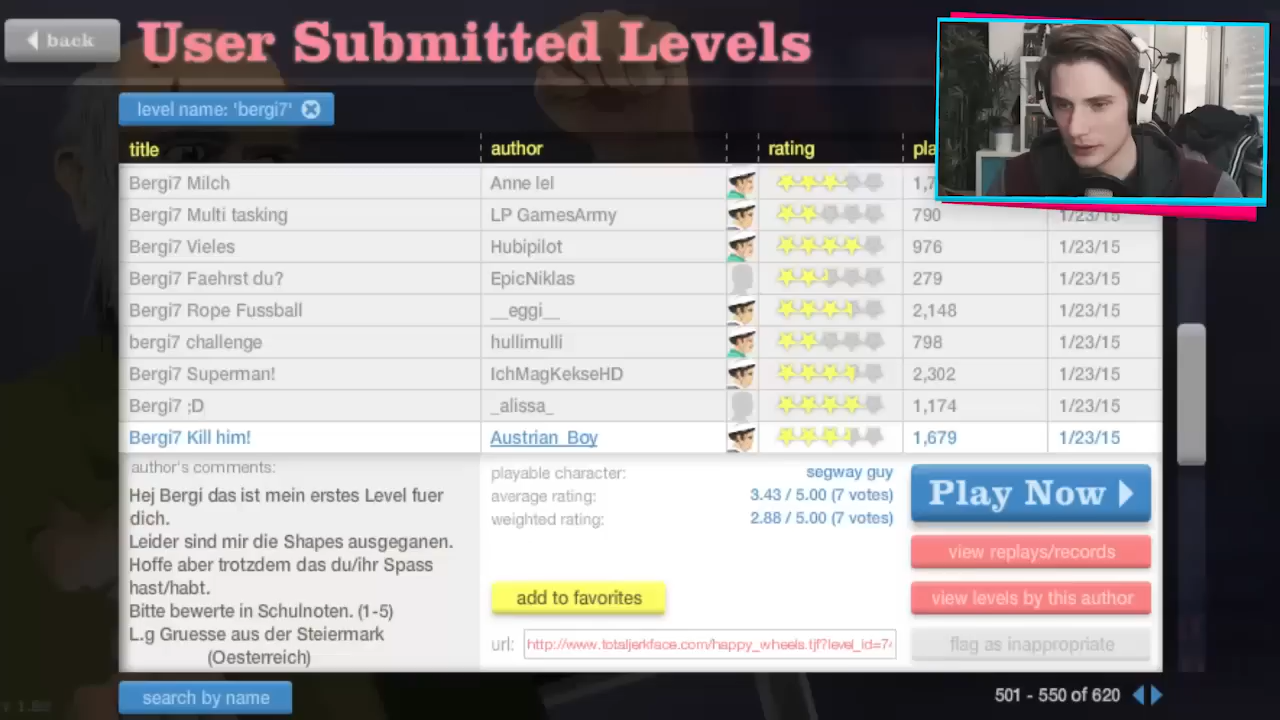 back
User Submitted Levels
level name: 'bergi7'
title author rating
Bergi7 Milch Anne lel
Bergi7 Multi tasking LP GamesArmy 790 1/23/15
Bergi7 Vieles Hubipilot 976 1/23/15
Bergi7 Faehrst du? EpicNiklas 279 1/23/15
Bergi7 Rope Fussball __eggi__ 2,148 1/23/15
bergi7 challenge hullimulli 798 1/23/15
Bergi7 Superman! IchMagKekseHD 2,302 1/23/15
Bergi7 ;D _alissa_ 1,174 1/23/15
Bergi7 Kill him! Austrian_Boy 1,679 1/23/15
author's comments:
Hej Bergi das ist mein erstes Level fuer
dich.
Leider sind mir die Shapes ausgeganen.
Hoffe aber trotzdem das du/ihr Spass
hast/habt.
Bitte bewerte in Schulnoten. (1-5)
L.g Gruesse aus der Steiermark
(Oesterreich)
playable character: segway guy
average rating: 3.43 / 5.00 (7 votes)
weighted rating: 2.88 / 5.00 (7 votes)
add to favorites
url: http://www.totaljerkface.com/happy_wheels.tjf?level_id=74
Play Now
view replays/records
view levels by this author
flag as inappropriate
search by name
501 - 550 of 620